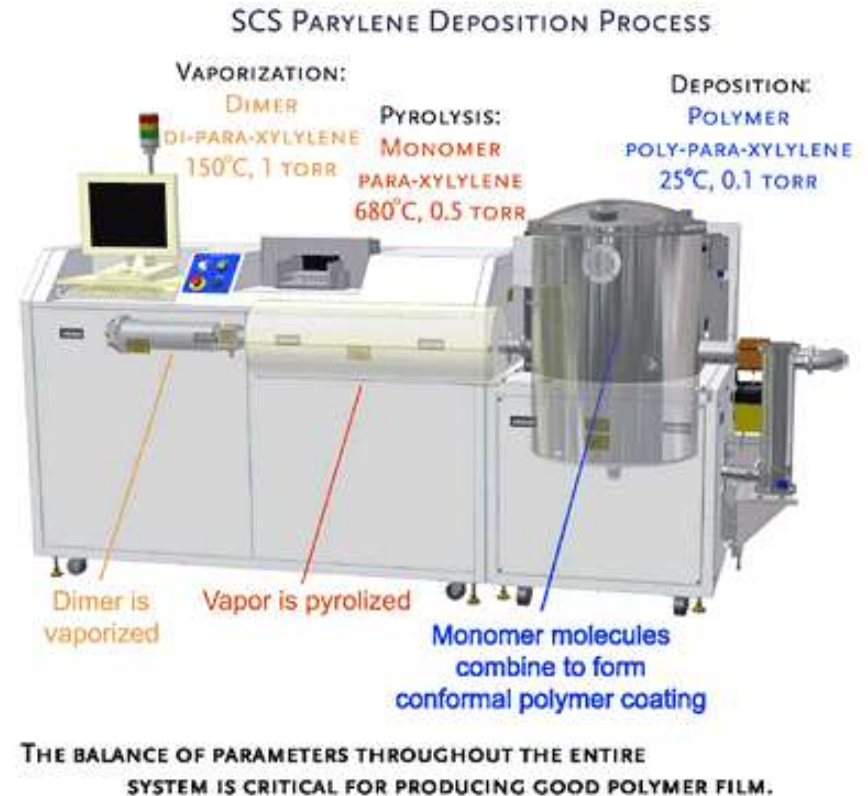 SCS PARYLENE DEPOSITION PROCESS
VAPORIZATION:
DIMER
DI-PARA-XYLYLENE
150°C, 1 TORR
PYROLYSIS:
MONOMER
PARA-XYLYLENE
680°C, 0.5 TORR
DEPOSITION:
POLYMER
POLY-PARA-XYLYLENE
25°C, 0.1 TORR
Dimer is
vaporized
Vapor is pyrolized
Monomer molecules
combine to form
conformal polymer coating
THE BALANCE OF PARAMETERS THROUGHOUT THE ENTIRE
SYSTEM IS CRITICAL FOR PRODUCING GOOD POLYMER FILM.